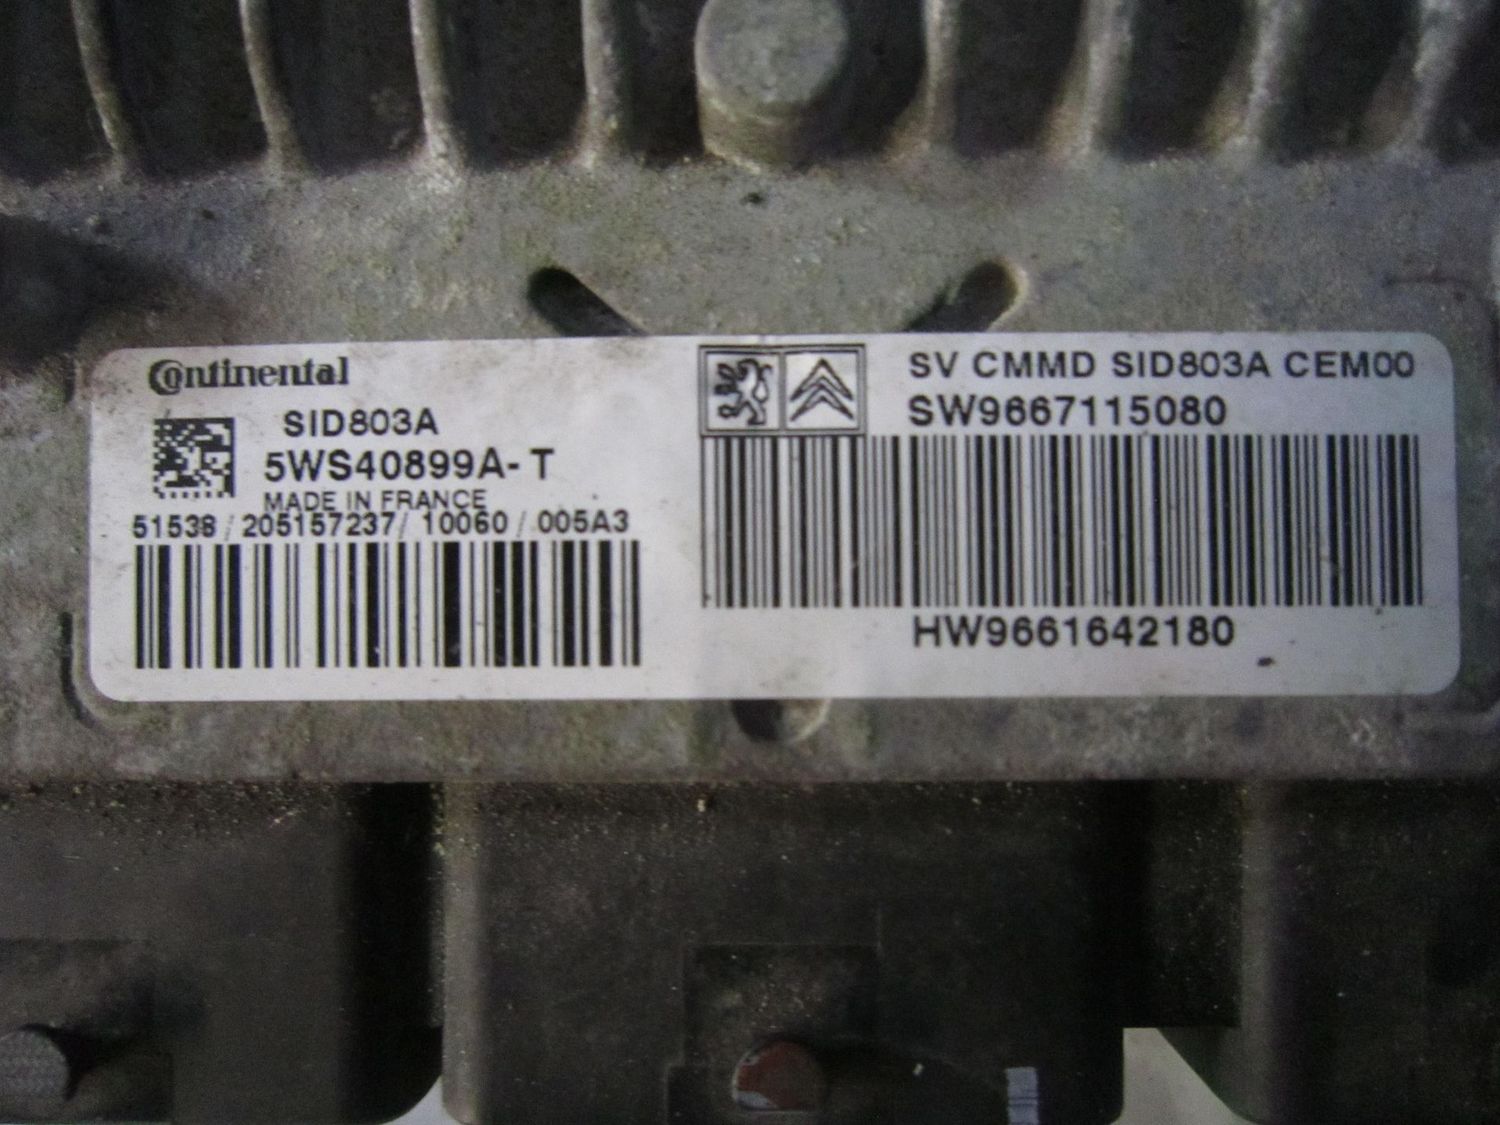 Continental
SID803A
5WS40899A-T
MADE IN FRANCE
51538 / 205157237 / 10060 / 005A3
SV CMMD SID803A CEM00
SW9667115080
HW9661642180